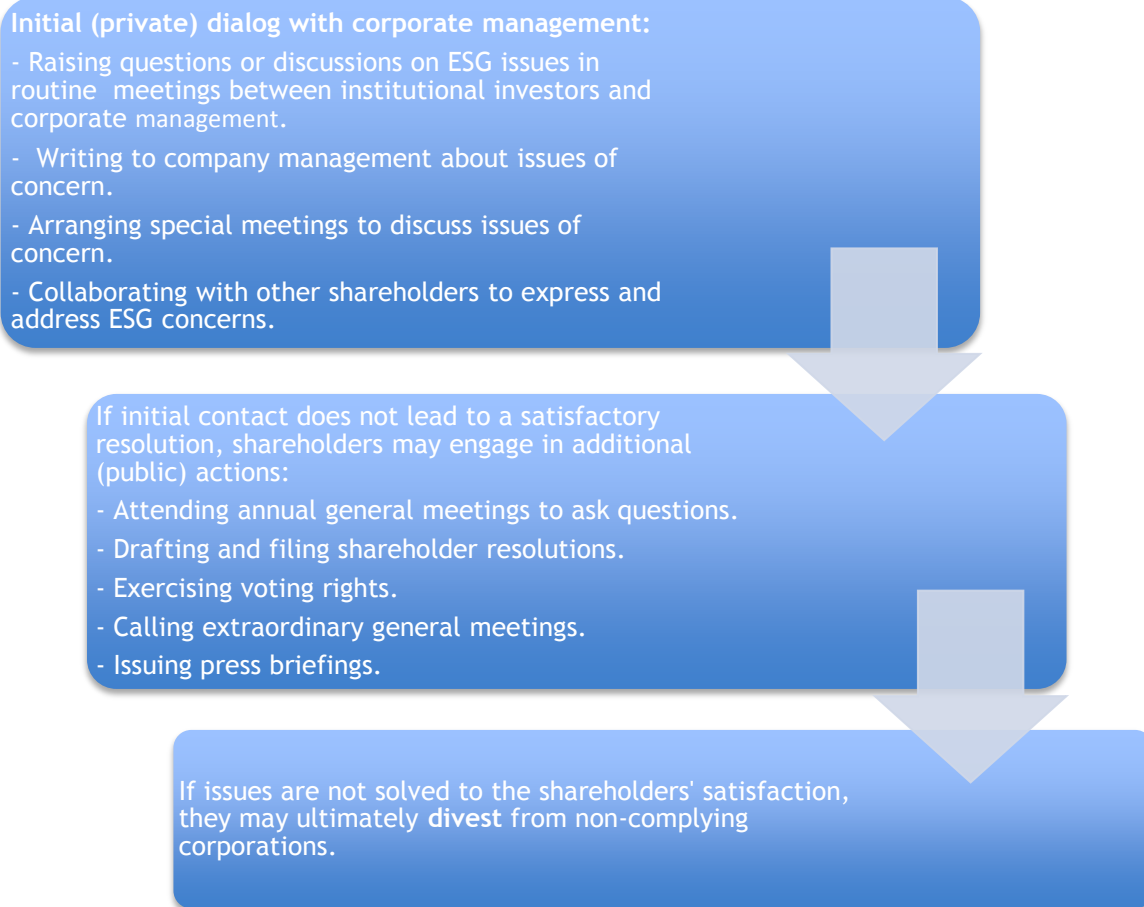 Initial (private) dialog with corporate management:
- Raising questions or discussions on ESG issues in
routine  meetings between institutional investors and
corporate management.
-  Writing to company management about issues of
concern.
- Arranging special meetings to discuss issues of
concern.
- Collaborating with other shareholders to express and
address ESG concerns.
If initial contact does not lead to a satisfactory
resolution, shareholders may engage in additional
(public) actions:
- Attending annual general meetings to ask questions.
- Drafting and filing shareholder resolutions.
- Exercising voting rights.
- Calling extraordinary general meetings.
- Issuing press briefings.
If issues are not solved to the shareholders' satisfaction,
they may ultimately divest from non-complying
corporations.